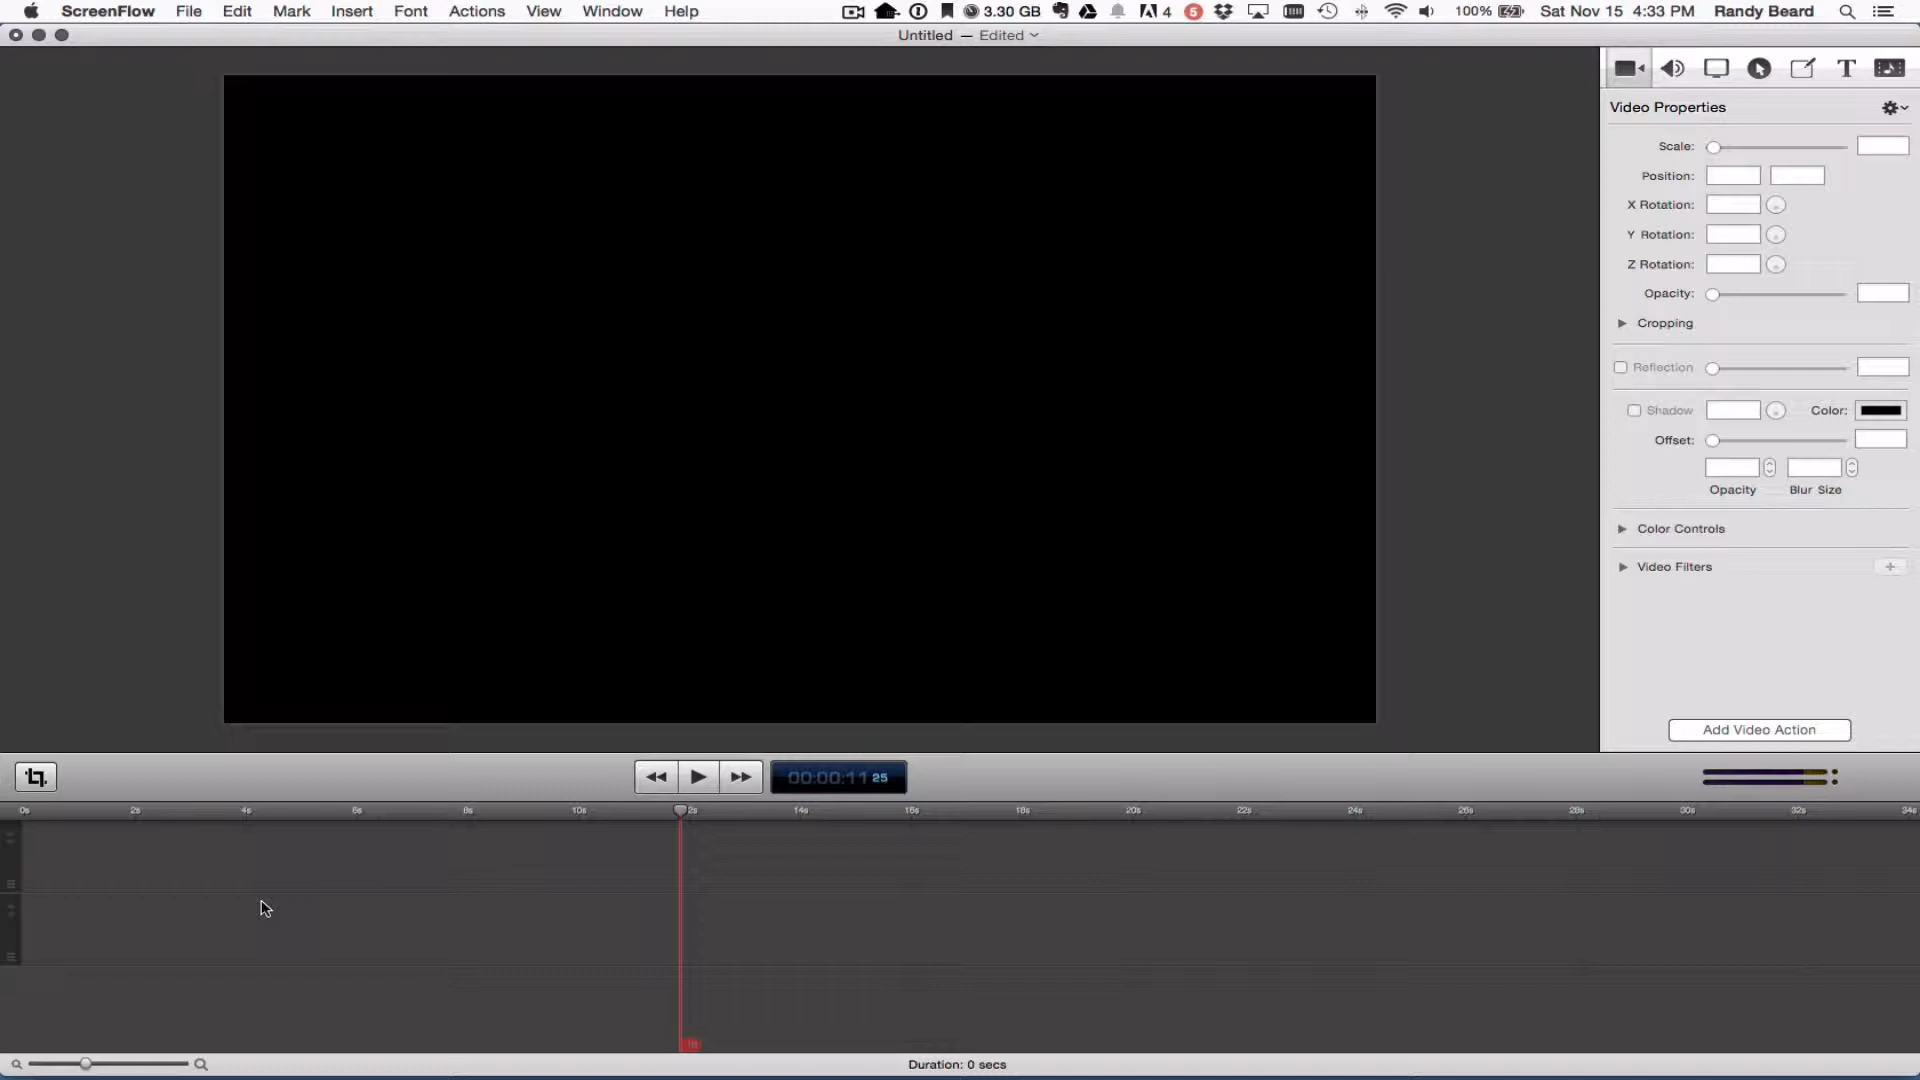 ScreenFlow File Edit Mark Insert Font Actions View Window Help 3.30 GB 4 5 100% Sat Nov 15 4:33 PM Randy Beard
Untitled — Edited
T
Video Properties
Scale:
Position:
X Rotation:
Y Rotation:
Z Rotation:
Opacity:
Cropping
Reflection
Shadow Color:
Offset:
Opacity Blur Size
Color Controls
Video Filters +
Add Video Action
00:00:11 25
0s 2s 4s 6s 8s 10s 2s 14s 16s 18s 20s 22s 24s 26s 28s 30s 32s 34s
Duration: 0 secs